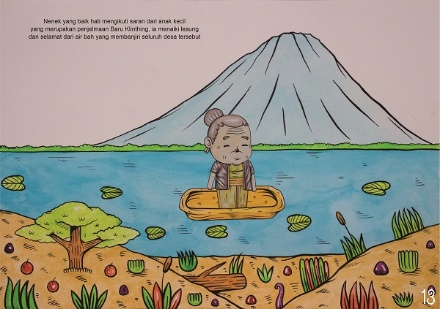 Nenek yang baik hati mengikuti saran dari anak kecil
yang merupakan penjelmaan Baru Klinthing, ia menaiki lesung
dan selamat dari air bah yang membanjiri seluruh desa tersebut
13